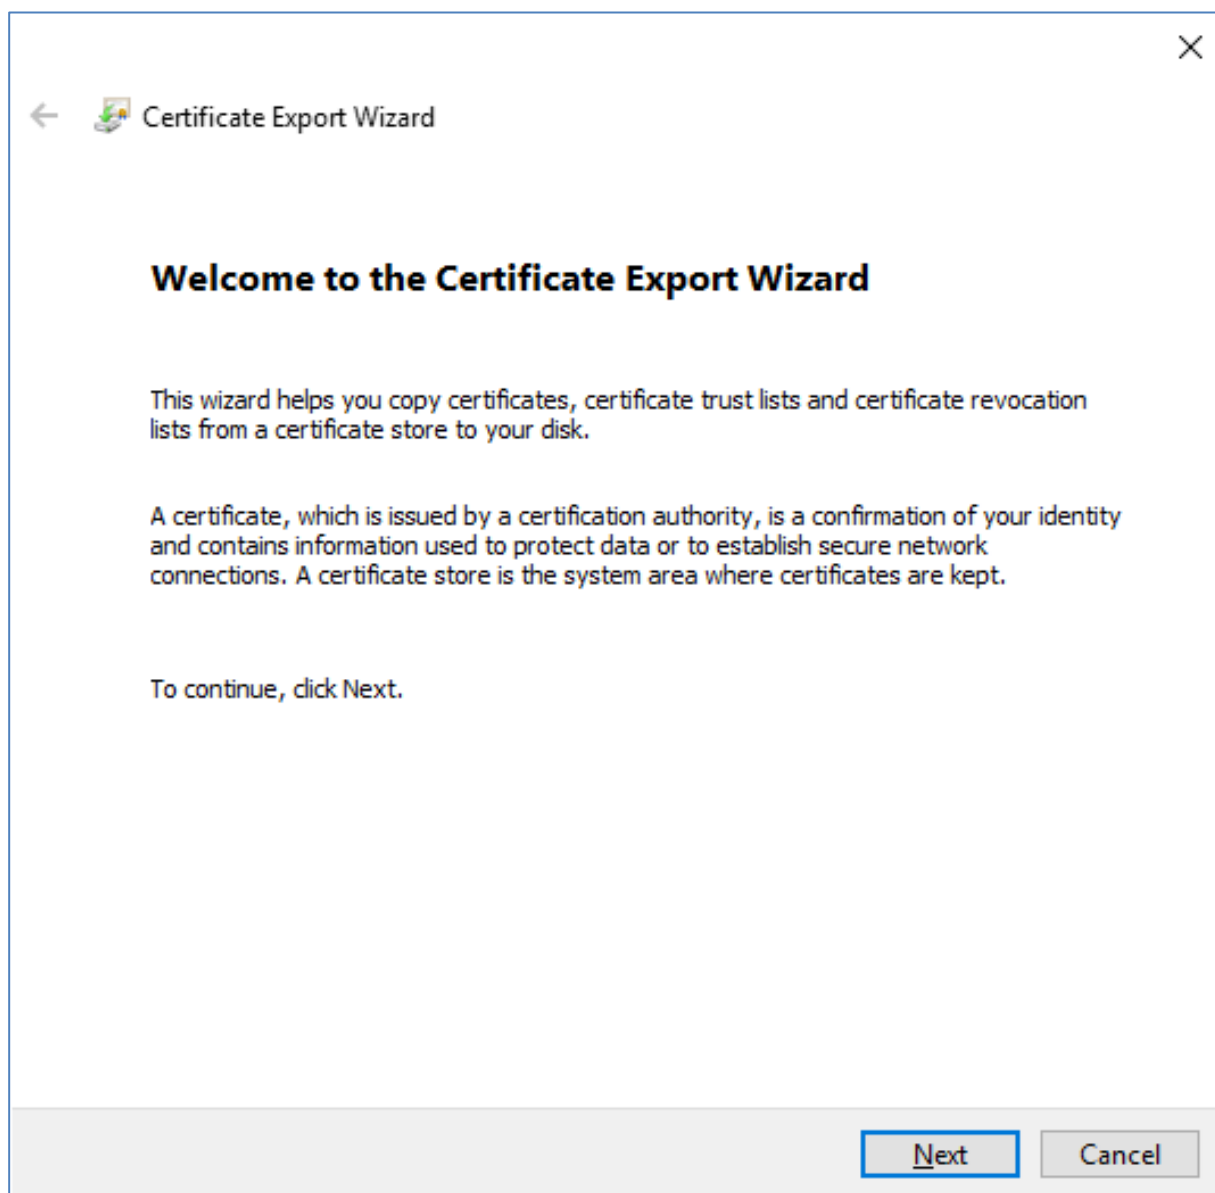 Certificate Export Wizard
Welcome to the Certificate Export Wizard
This wizard helps you copy certificates, certificate trust lists and certificate revocation
lists from a certificate store to your disk.
A certificate, which is issued by a certification authority, is a confirmation of your identity
and contains information used to protect data or to establish secure network
connections. A certificate store is the system area where certificates are kept.
To continue, click Next.
Next Cancel